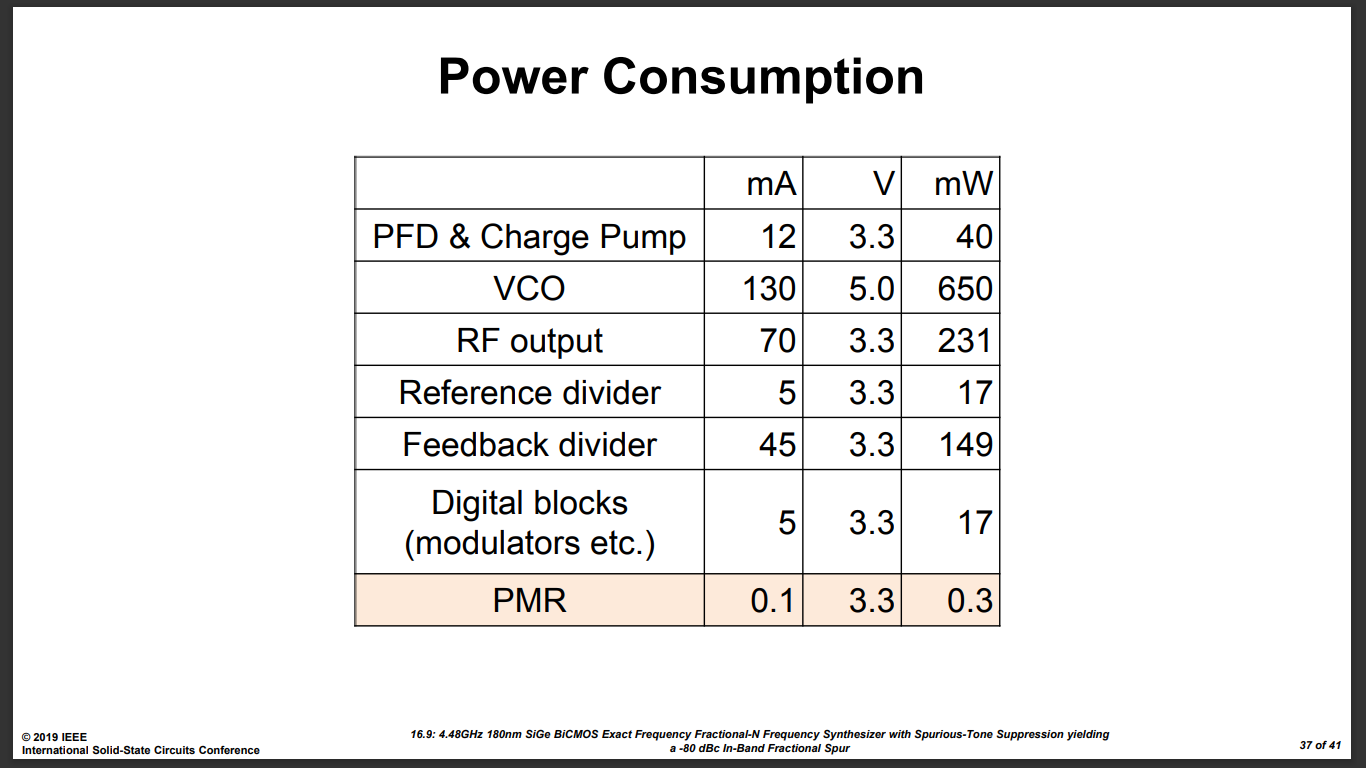 Power Consumption
mA V mW
PFD & Charge Pump 12 3.3 40
VCO 130 5.0 650
RF output 70 3.3 231
Reference divider 5 3.3 17
Feedback divider 45 3.3 149
Digital blocks
(modulators etc.) 5 3.3 17
PMR 0.1 3.3 0.3
© 2019 IEEE
International Solid-State Circuits Conference
16.9: 4.48GHz 180nm SiGe BiCMOS Exact Frequency Fractional-N Frequency Synthesizer with Spurious-Tone Suppression yielding
a -80 dBc In-Band Fractional Spur
37 of 41